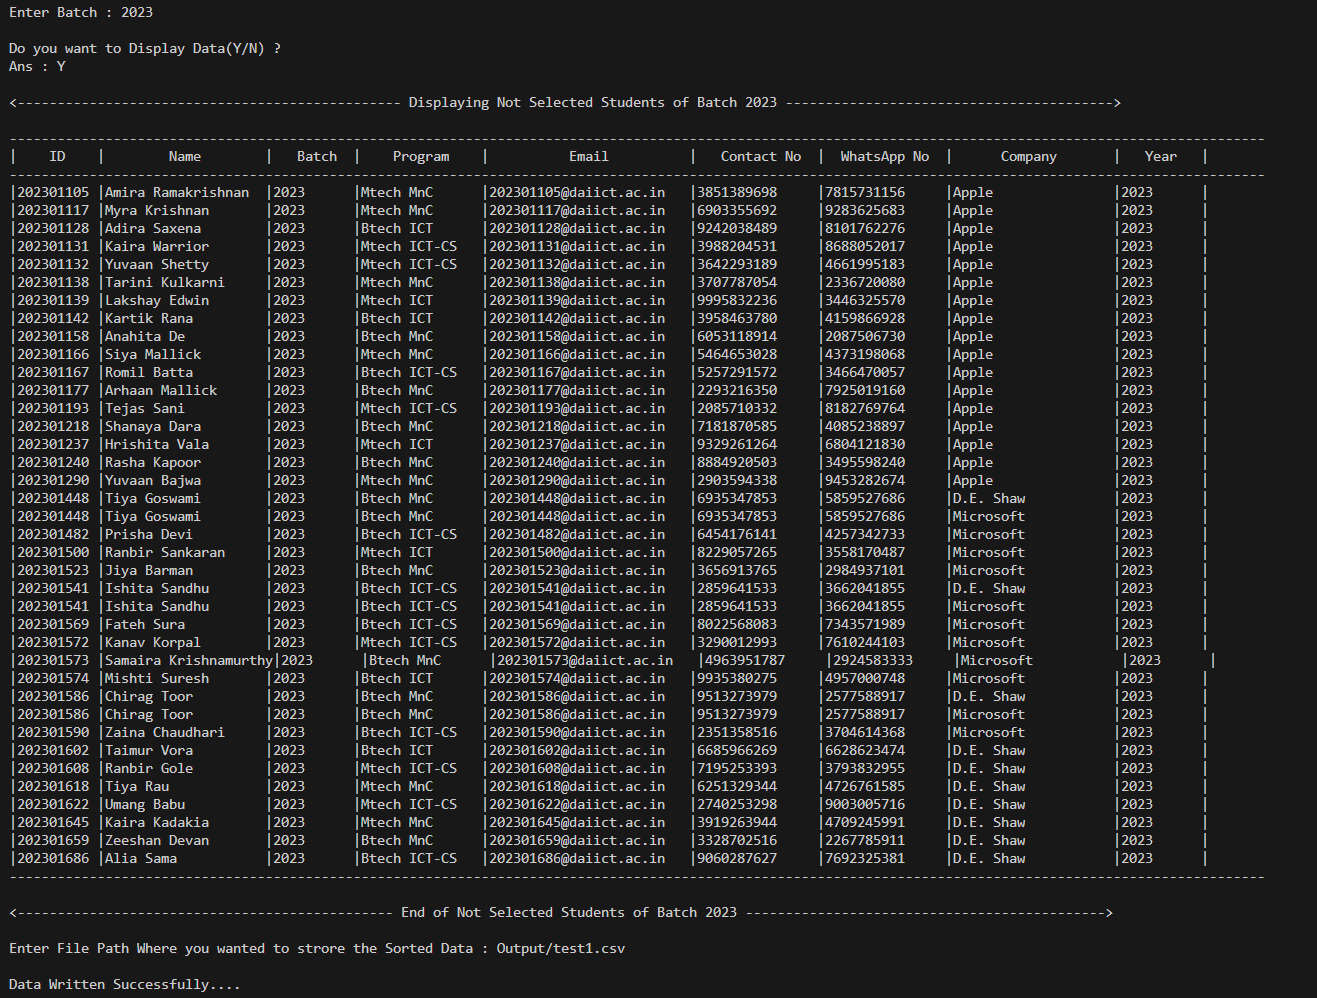 Enter Batch : 2023
Do you want to Display Data(Y/N) ?
Ans : Y
<------------------------------------------------ Displaying Not Selected Students of Batch 2023 ----------------------------------------->
-------------------------------------------------------------------------------------------------------------------------------------------------------------
|    ID    |        Name        |   Batch  |    Program    |          Email          |   Contact No  |  WhatsApp No  |      Company       |   Year   |
-------------------------------------------------------------------------------------------------------------------------------------------------------------
|202301105 |Amira Ramakrishnan  |2023      |Mtech MnC      |202301105@daiict.ac.in   |3851389698     |7815731156     |Apple               |2023      |
|202301117 |Myra Krishnan       |2023      |Mtech MnC      |202301117@daiict.ac.in   |6903355692     |9283625683     |Apple               |2023      |
|202301128 |Adira Saxena        |2023      |Btech ICT      |202301128@daiict.ac.in   |9242038489     |8101762276     |Apple               |2023      |
|202301131 |Kaira Warrior       |2023      |Mtech ICT-CS   |202301131@daiict.ac.in   |3988204531     |8688052017     |Apple               |2023      |
|202301132 |Yuvaan Shetty       |2023      |Mtech ICT-CS   |202301132@daiict.ac.in   |3642293189     |4661995183     |Apple               |2023      |
|202301138 |Tarini Kulkarni     |2023      |Mtech MnC      |202301138@daiict.ac.in   |3707787054     |2336720080     |Apple               |2023      |
|202301139 |Lakshay Edwin       |2023      |Mtech ICT      |202301139@daiict.ac.in   |9995832236     |3446325570     |Apple               |2023      |
|202301142 |Kartik Rana         |2023      |Btech ICT      |202301142@daiict.ac.in   |3958463780     |4159866928     |Apple               |2023      |
|202301158 |Anahita De          |2023      |Btech MnC      |202301158@daiict.ac.in   |6053118914     |2087506730     |Apple               |2023      |
|202301166 |Siya Mallick        |2023      |Mtech MnC      |202301166@daiict.ac.in   |5464653028     |4373198068     |Apple               |2023      |
|202301167 |Romil Batta         |2023      |Btech ICT-CS   |202301167@daiict.ac.in   |5257291572     |3466470057     |Apple               |2023      |
|202301177 |Arhaan Mallick      |2023      |Btech MnC      |202301177@daiict.ac.in   |2293216350     |7925019160     |Apple               |2023      |
|202301193 |Tejas Sani          |2023      |Mtech ICT-CS   |202301193@daiict.ac.in   |2085710332     |8182769764     |Apple               |2023      |
|202301218 |Shanaya Dara        |2023      |Btech MnC      |202301218@daiict.ac.in   |7181870585     |4085238897     |Apple               |2023      |
|202301237 |Hrishita Vala       |2023      |Mtech ICT      |202301237@daiict.ac.in   |9329261264     |6804121830     |Apple               |2023      |
|202301240 |Rasha Kapoor        |2023      |Btech MnC      |202301240@daiict.ac.in   |8884920503     |3495598240     |Apple               |2023      |
|202301290 |Yuvaan Bajwa        |2023      |Mtech MnC      |202301290@daiict.ac.in   |2903594338     |9453282674     |Apple               |2023      |
|202301448 |Tiya Goswami        |2023      |Btech MnC      |202301448@daiict.ac.in   |6935347853     |5859527686     |D.E. Shaw           |2023      |
|202301448 |Tiya Goswami        |2023      |Btech MnC      |202301448@daiict.ac.in   |6935347853     |5859527686     |Microsoft           |2023      |
|202301482 |Prisha Devi         |2023      |Btech ICT-CS   |202301482@daiict.ac.in   |6454176141     |4257342733     |Microsoft           |2023      |
|202301500 |Ranbir Sankaran     |2023      |Mtech ICT      |202301500@daiict.ac.in   |8229057265     |3558170487     |Microsoft           |2023      |
|202301523 |Jiya Barman         |2023      |Btech MnC      |202301523@daiict.ac.in   |3656913765     |2984937101     |Microsoft           |2023      |
|202301541 |Ishita Sandhu       |2023      |Btech ICT-CS   |202301541@daiict.ac.in   |2859641533     |3662041855     |D.E. Shaw           |2023      |
|202301541 |Ishita Sandhu       |2023      |Btech ICT-CS   |202301541@daiict.ac.in   |2859641533     |3662041855     |Microsoft           |2023      |
|202301569 |Fateh Sura          |2023      |Btech ICT-CS   |202301569@daiict.ac.in   |8022568083     |7343571989     |Microsoft           |2023      |
|202301572 |Kanav Korpal        |2023      |Mtech ICT-CS   |202301572@daiict.ac.in   |3290012993     |7610244103     |Microsoft           |2023      |
|202301573 |Samaira Krishnamurthy|2023      |Btech MnC      |202301573@daiict.ac.in   |4963951787     |2924583333     |Microsoft           |2023      |
|202301574 |Mishti Suresh       |2023      |Btech ICT      |202301574@daiict.ac.in   |9935380275     |4957000748     |Microsoft           |2023      |
|202301586 |Chirag Toor         |2023      |Btech MnC      |202301586@daiict.ac.in   |9513273979     |2577588917     |D.E. Shaw           |2023      |
|202301586 |Chirag Toor         |2023      |Btech MnC      |202301586@daiict.ac.in   |9513273979     |2577588917     |Microsoft           |2023      |
|202301590 |Zaina Chaudhari     |2023      |Btech ICT-CS   |202301590@daiict.ac.in   |2351358516     |3704614368     |Microsoft           |2023      |
|202301602 |Taimur Vora         |2023      |Btech ICT      |202301602@daiict.ac.in   |6685966269     |6628623474     |D.E. Shaw           |2023      |
|202301608 |Ranbir Gole         |2023      |Mtech ICT-CS   |202301608@daiict.ac.in   |7195253393     |3793832955     |D.E. Shaw           |2023      |
|202301618 |Tiya Rau            |2023      |Mtech MnC      |202301618@daiict.ac.in   |6251329344     |4726761585     |D.E. Shaw           |2023      |
|202301622 |Umang Babu          |2023      |Mtech ICT-CS   |202301622@daiict.ac.in   |2740253298     |9003005716     |D.E. Shaw           |2023      |
|202301645 |Kaira Kadakia       |2023      |Mtech MnC      |202301645@daiict.ac.in   |3919263944     |4709245991     |D.E. Shaw           |2023      |
|202301659 |Zeeshan Devan       |2023      |Btech MnC      |202301659@daiict.ac.in   |3328702516     |2267785911     |D.E. Shaw           |2023      |
|202301686 |Alia Sama           |2023      |Btech ICT-CS   |202301686@daiict.ac.in   |9060287627     |7692325381     |D.E. Shaw           |2023      |
-------------------------------------------------------------------------------------------------------------------------------------------------------------
<----------------------------------------------- End of Not Selected Students of Batch 2023 --------------------------------------------->
Enter File Path Where you wanted to strore the Sorted Data : Output/test1.csv
Data Written Successfully....